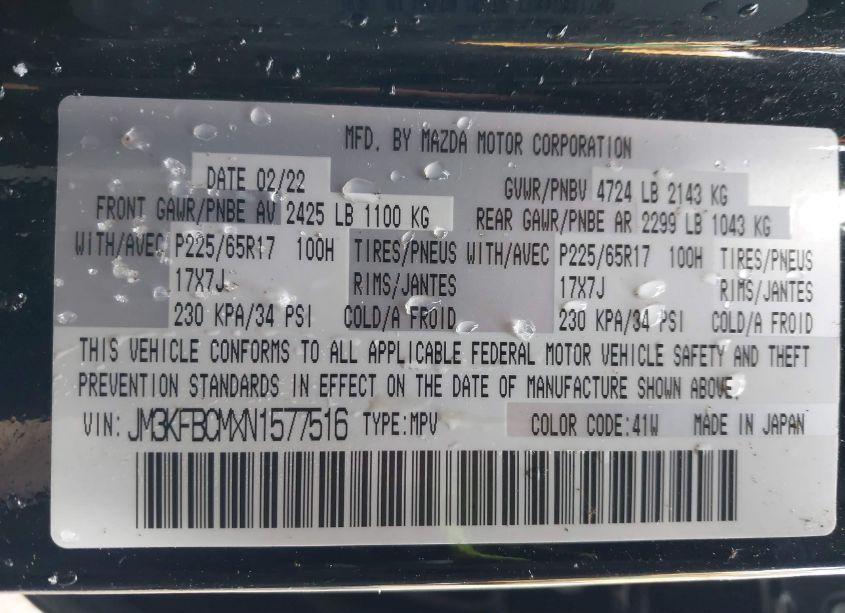 MFD. BY MAZDA MOTOR CORPORATION
DATE 02/22 GVWR/PNBV 4724 LB 2143 KG
FRONT GAWR/PNBE AV 2425 LB 1100 KG REAR GAWR/PNBE AR 2299 LB 1043 KG
WITH/AVEC P225/65R17 100H TIRES/PNEUS WITH/AVEC P225/65R17 100H TIRES/PNEUS
17X7J RIMS/JANTES 17X7J RIMS/JANTES
230 KPA/34 PSI COLD/A FROID 230 KPA/34 PSI COLD/A FROID
THIS VEHICLE CONFORMS TO ALL APPLICABLE FEDERAL MOTOR VEHICLE SAFETY AND THEFT
PREVENTION STANDARDS IN EFFECT ON THE DATE OF MANUFACTURE SHOWN ABOVE.
VIN: JM3KFBCMXN1577516 TYPE:MPV COLOR CODE:41W MADE IN JAPAN